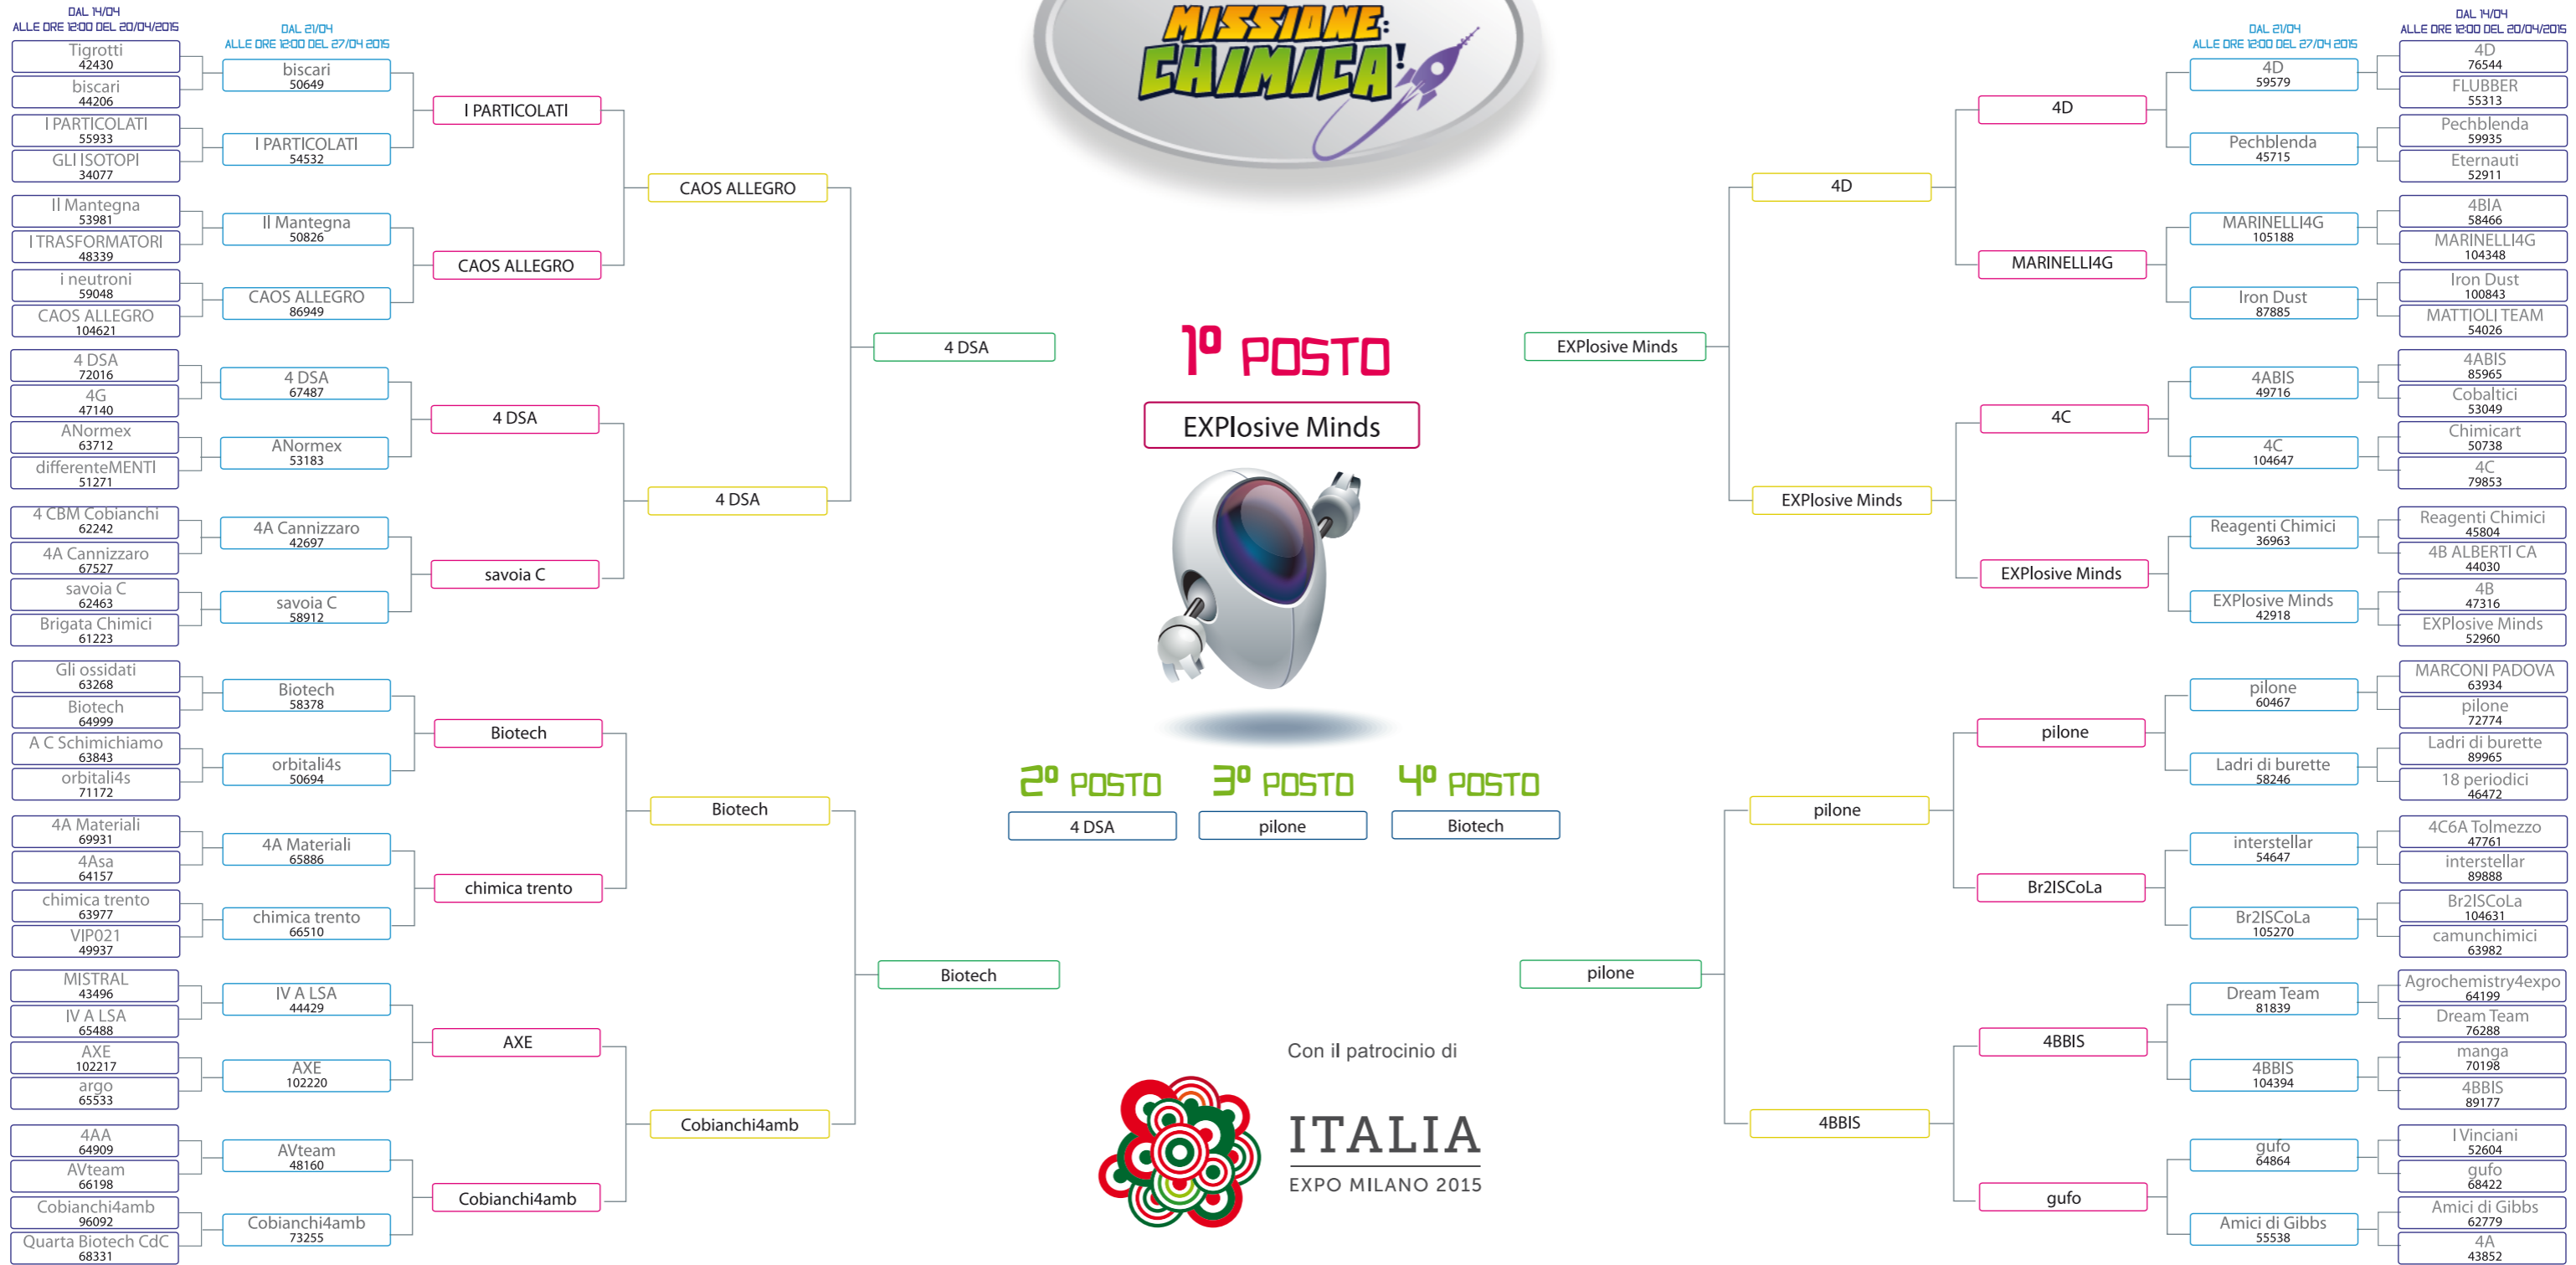 DAL 14/04
ALLE ORE 12:00 DEL 20/04/2015
Tigrotti
42430
biscari
44206
I PARTICOLATI
55933
GLI ISOTOPI
34077
Il Mantegna
53981
I TRASFORMATORI
48339
i neutroni
59048
CAOS ALLEGRO
104621
4 DSA
72016
4G
47140
ANormex
63712
differenteMENTI
51271
4 CBM Cobianchi
62242
4A Cannizzaro
67527
savoia C
62463
Brigata Chimici
61223
Gli ossidati
63268
Biotech
64999
A C Schimichiamo
63843
orbitali4s
71172
4A Materiali
69931
4Asa
64157
chimica trento
63977
VIP021
49937
MISTRAL
43496
IV A LSA
65488
AXE
102217
argo
65533
4AA
64909
AVteam
66198
Cobianchi4amb
96092
Quarta Biotech CdC
68331
DAL 21/04
ALLE ORE 12:00 DEL 27/04 2015
biscari
50649
I PARTICOLATI
54532
Il Mantegna
50826
CAOS ALLEGRO
86949
4 DSA
67487
ANormex
53183
4A Cannizzaro
42697
savoia C
58912
Biotech
58378
orbitali4s
50694
4A Materiali
65886
chimica trento
66510
IV A LSA
44429
AXE
102220
AVteam
48160
Cobianchi4amb
73255
I PARTICOLATI
CAOS ALLEGRO
4 DSA
savoia C
Biotech
chimica trento
AXE
Cobianchi4amb
CAOS ALLEGRO
4 DSA
Biotech
Cobianchi4amb
4 DSA
Biotech
MISSIONE:
CHIMICA!
1º POSTO
EXPlosive Minds
2º POSTO
4 DSA
3º POSTO
pilone
4º POSTO
Biotech
Con il patrocinio di
ITALIA
EXPO MILANO 2015
EXPlosive Minds
pilone
4D
EXPlosive Minds
pilone
4BBIS
4D
MARINELLI4G
4C
EXPlosive Minds
pilone
Br2ISCoLa
4BBIS
gufo
DAL 21/04
ALLE ORE 12:00 DEL 27/04 2015
4D
59579
Pechblenda
45715
MARINELLI4G
105188
Iron Dust
87885
4ABIS
49716
4C
104647
Reagenti Chimici
36963
EXPlosive Minds
42918
pilone
60467
Ladri di burette
58246
interstellar
54647
Br2ISCoLa
105270
Dream Team
81839
4BBIS
104394
gufo
64864
Amici di Gibbs
55538
DAL 14/04
ALLE ORE 12:00 DEL 20/04/2015
4D
76544
FLUBBER
55313
Pechblenda
59935
Eternauti
52911
4BIA
58466
MARINELLI4G
104348
Iron Dust
100843
MATTIOLI TEAM
54026
4ABIS
85965
Cobaltici
53049
Chimicart
50738
4C
79853
Reagenti Chimici
45804
4B ALBERTI CA
44030
4B
47316
EXPlosive Minds
52960
MARCONI PADOVA
63934
pilone
72774
Ladri di burette
89965
18 periodici
46472
4C6A Tolmezzo
47761
interstellar
89888
Br2ISCoLa
104631
camunchimici
63982
Agrochemistry4expo
64199
Dream Team
76288
manga
70198
4BBIS
89177
I Vinciani
52604
gufo
68422
Amici di Gibbs
62779
4A
43852